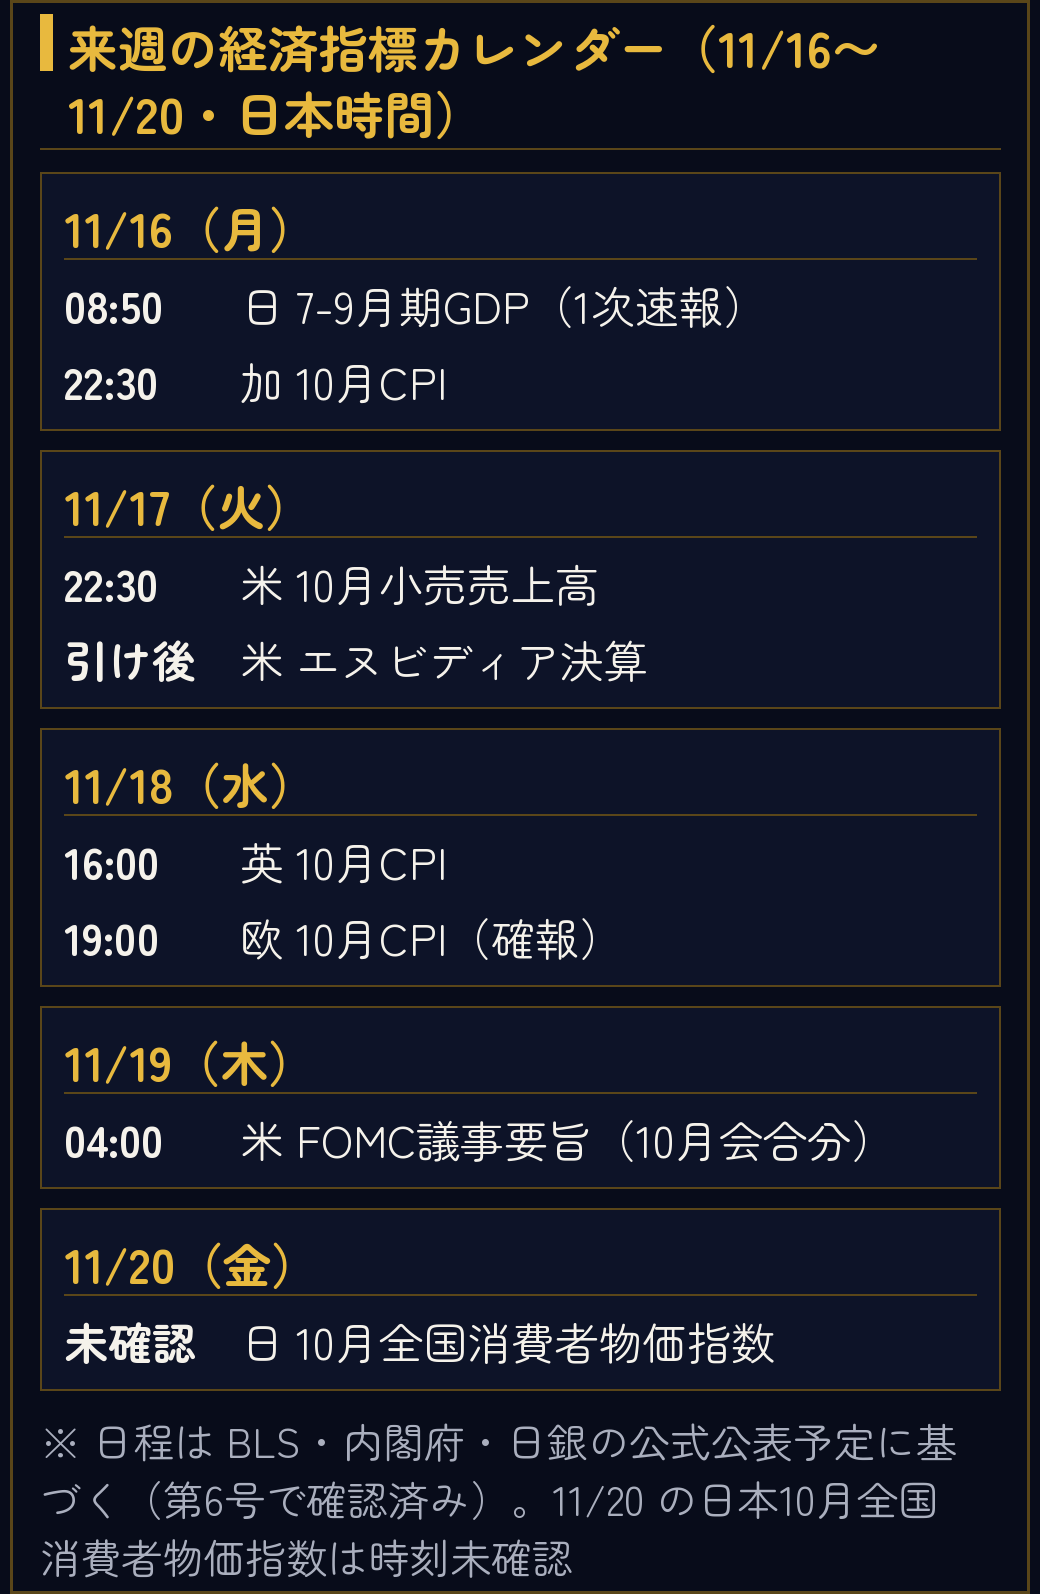 来週の経済指標カレンダー（11/16〜
11/20・日本時間）
11/16（月）
08:50 日 7-9月期GDP（1次速報）
22:30 加 10月CPI
11/17（火）
22:30 米 10月小売売上高
引け後 米 エヌビディア決算
11/18（水）
16:00 英 10月CPI
19:00 欧 10月CPI（確報）
11/19（木）
04:00 米 FOMC議事要旨（10月会合分）
11/20（金）
未確認 日 10月全国消費者物価指数
※ 日程は BLS・内閣府・日銀の公式公表予定に基
づく（第6号で確認済み）。11/20 の日本10月全国
消費者物価指数は時刻未確認